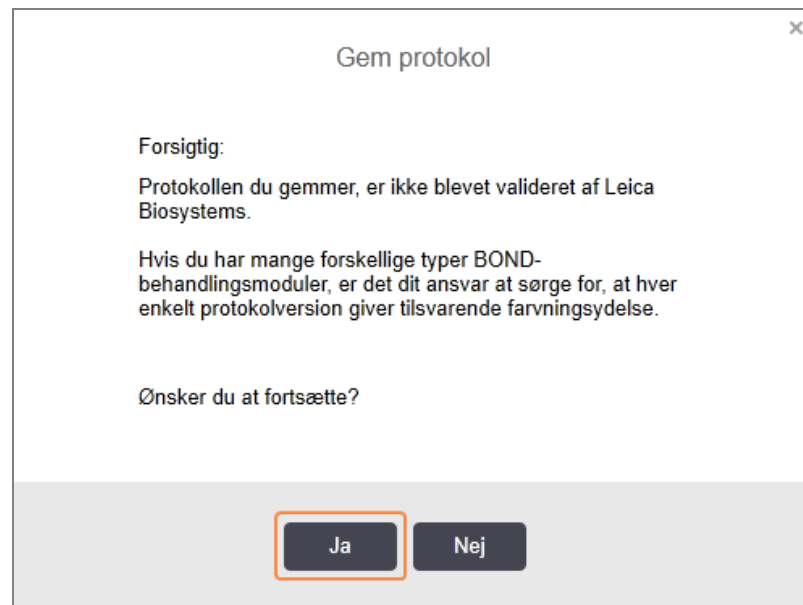 Gem protokol
Forsigtig:
Protokollen du gemmer, er ikke blevet valideret af Leica
Biosystems.
Hvis du har mange forskellige typer BOND-
behandlingsmoduler, er det dit ansvar at sørge for, at hver
enkelt protokolversion giver tilsvarende farvningsydelse.
Ønsker du at fortsætte?
Ja
Nej